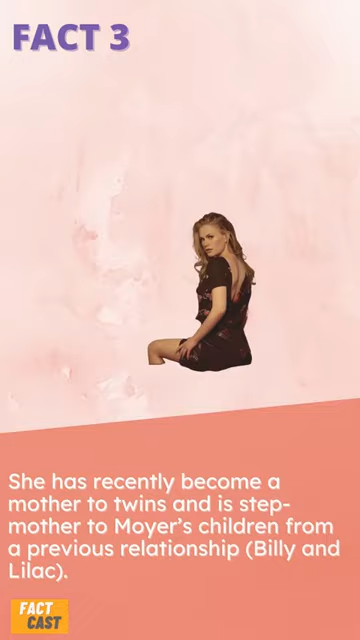 FACT 3
She has recently become a
mother to twins and is step-
mother to Moyer's children from
a previous relationship (Billy and
Lilac).
FACT
CAST